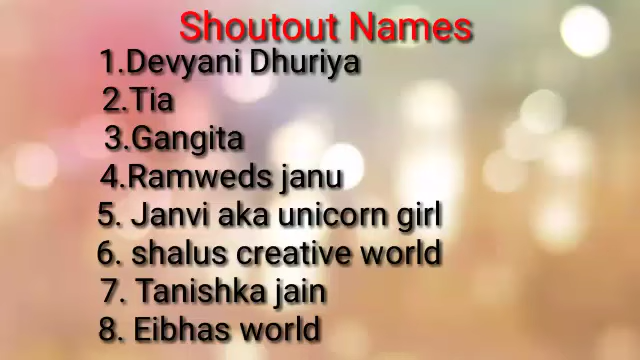 Shoutout Names
1.Devyani Dhuriya
2.Tia
3.Gangita
4.Ramweds janu
5. Janvi aka unicorn girl
6. shalus creative world
7. Tanishka jain
8. Eibhas world